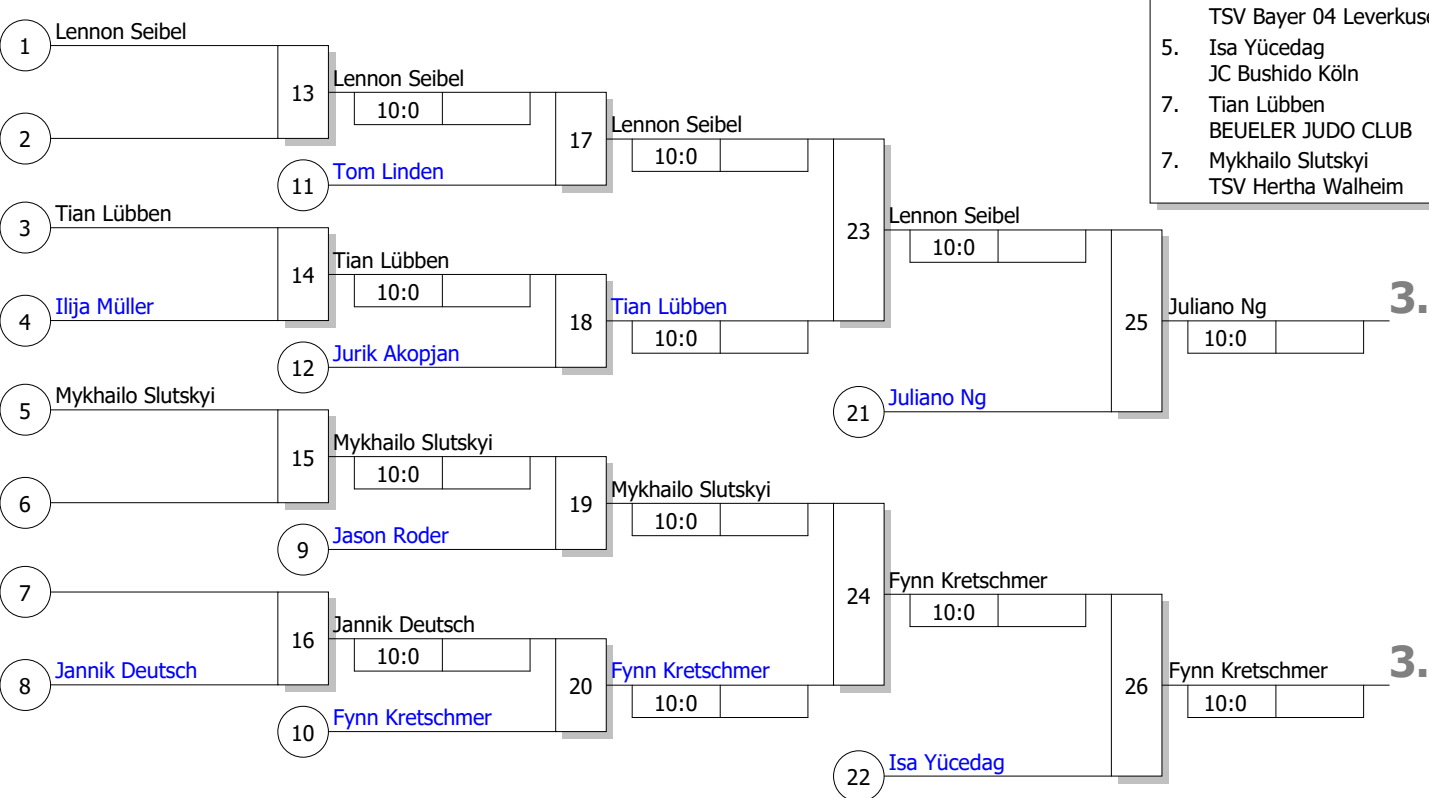 TSV Bayer 04 Leverkuse
5. Isa Yücedag
JC Bushido Köln
7. Tian Lübben
BEUELER JUDO CLUB
7. Mykhailo Slutskyi
TSV Hertha Walheim
1 Lennon Seibel
13 Lennon Seibel
10:0
2
17 Lennon Seibel
10:0
11 Tom Linden
3 Tian Lübben
23 Lennon Seibel
10:0
14 Tian Lübben
10:0
4 Ilija Müller
18 Tian Lübben
10:0
12 Jurik Akopjan
25 Juliano Ng 3.
10:0
5 Mykhailo Slutskyi
21 Juliano Ng
15 Mykhailo Slutskyi
10:0
6
19 Mykhailo Slutskyi
10:0
9 Jason Roder
7
24 Fynn Kretschmer
10:0
16 Jannik Deutsch
10:0
8 Jannik Deutsch
20 Fynn Kretschmer
10:0
10 Fynn Kretschmer
26 Fynn Kretschmer 3.
10:0
22 Isa Yücedag